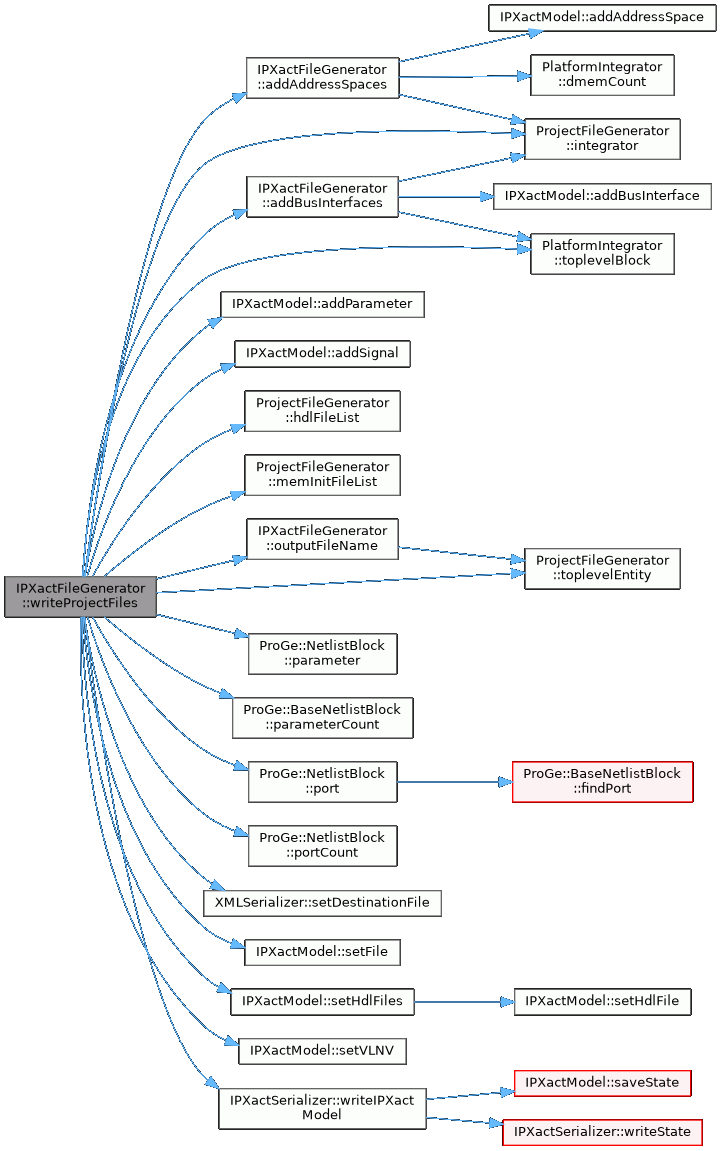 IPXactModel::addAddressSpace
IPXactFileGenerator
::addAddressSpaces
PlatformIntegrator
::dmemCount
ProjectFileGenerator
::integrator
IPXactFileGenerator
::addBusInterfaces
IPXactModel::addBusInterface
PlatformIntegrator
::toplevelBlock
IPXactModel::addParameter
IPXactModel::addSignal
ProjectFileGenerator
::hdlFileList
ProjectFileGenerator
::memInitFileList
IPXactFileGenerator
::outputFileName
ProjectFileGenerator
::toplevelEntity
IPXactFileGenerator
::writeProjectFiles
ProGe::NetlistBlock
::parameter
ProGe::BaseNetlistBlock
::parameterCount
ProGe::NetlistBlock
::port
ProGe::BaseNetlistBlock
::findPort
ProGe::NetlistBlock
::portCount
XMLSerializer::setDestinationFile
IPXactModel::setFile
IPXactModel::setHdlFiles
IPXactModel::setHdlFile
IPXactModel::setVLNV
IPXactSerializer::writeIPXact
Model
IPXactModel::saveState
IPXactSerializer::writeState